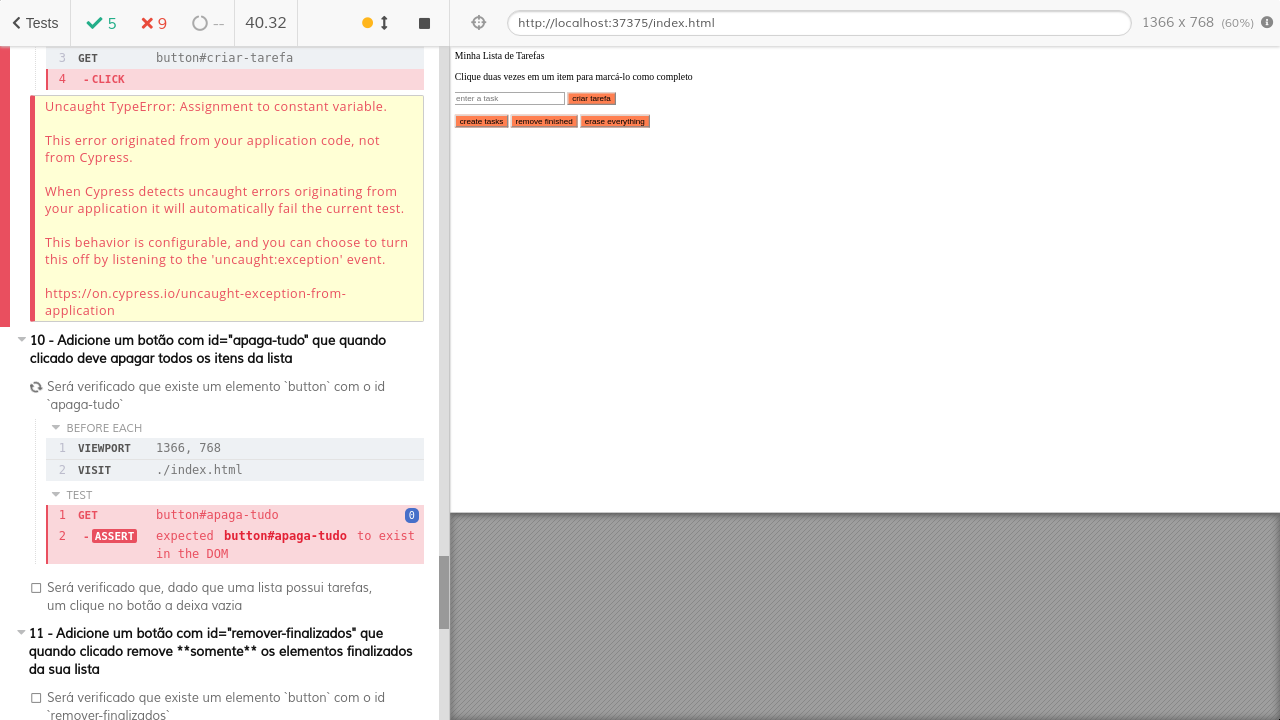 Tests
5
9
--
40.32
http://localhost:37375/index.html
1366 x 768 (60%)
3 GET button#criar-tarefa
4 - CLICK
Uncaught TypeError: Assignment to constant variable.
This error originated from your application code, not
from Cypress.
When Cypress detects uncaught errors originating from
your application it will automatically fail the current test.
This behavior is configurable, and you can choose to turn
this off by listening to the 'uncaught:exception' event.
https://on.cypress.io/uncaught-exception-from-
application
10 - Adicione um botão com id="apaga-tudo" que quando
clicado deve apagar todos os itens da lista
Será verificado que existe um elemento `button` com o id
`apaga-tudo`
BEFORE EACH
1 VIEWPORT 1366, 768
2 VISIT ./index.html
TEST
1 GET button#apaga-tudo 0
2 - ASSERT expected button#apaga-tudo to exist
in the DOM
Será verificado que, dado que uma lista possui tarefas,
um clique no botão a deixa vazia
11 - Adicione um botão com id="remover-finalizados" que
quando clicado remove **somente** os elementos finalizados
da sua lista
Será verificado que existe um elemento `button` com o id
`remover-finalizados`
Minha Lista de Tarefas
Clique duas vezes em um item para marcá-lo como completo
enter a task criar tarefa
create tasks remove finished erase everything